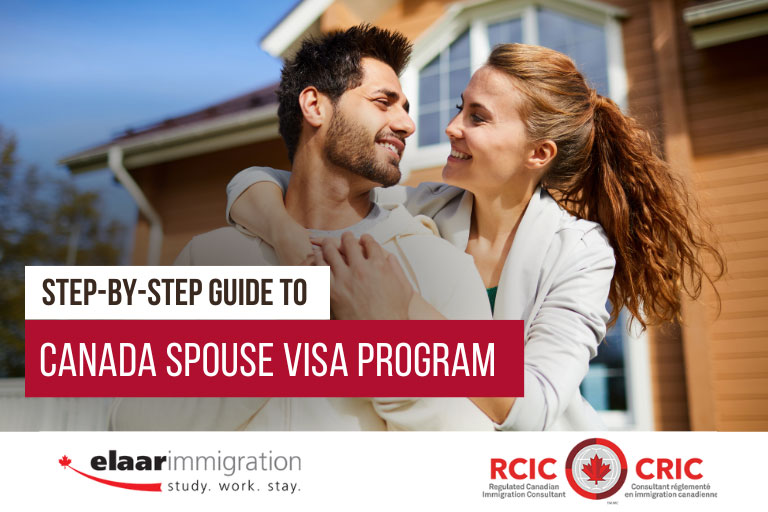 STEP-BY-STEP GUIDE TO
CANADA SPOUSE VISA PROGRAM
elaarimmigration
study. work. stay.
RCIC CRIC
Regulated Canadian Consultant réglementé
Immigration Consultant en immigration canadienne